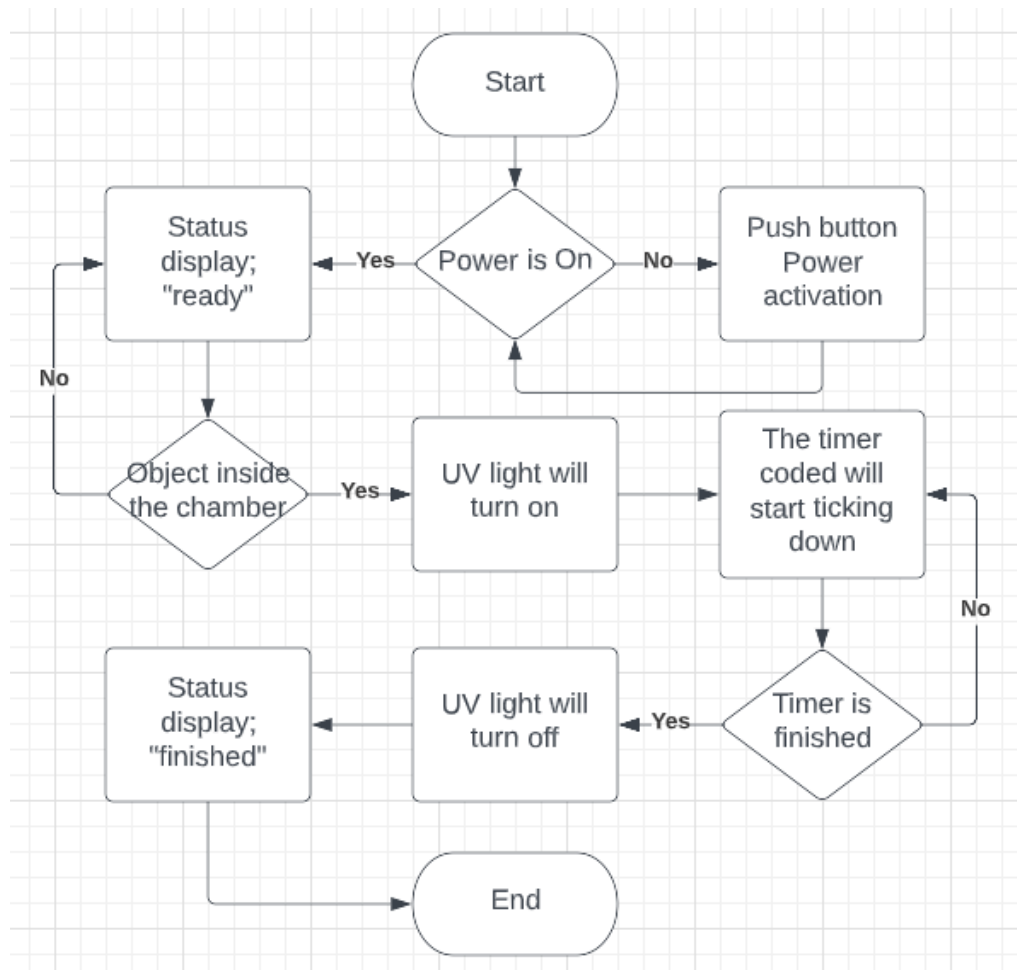 Start
Status
display;
"ready"
Yes
Power is On
No
Push button
Power
activation
No
Object inside
the chamber
Yes
UV light will
turn on
The timer
coded will
start ticking
down
No
Status
display;
"finished"
UV light will
turn off
Yes
Timer is
finished
End